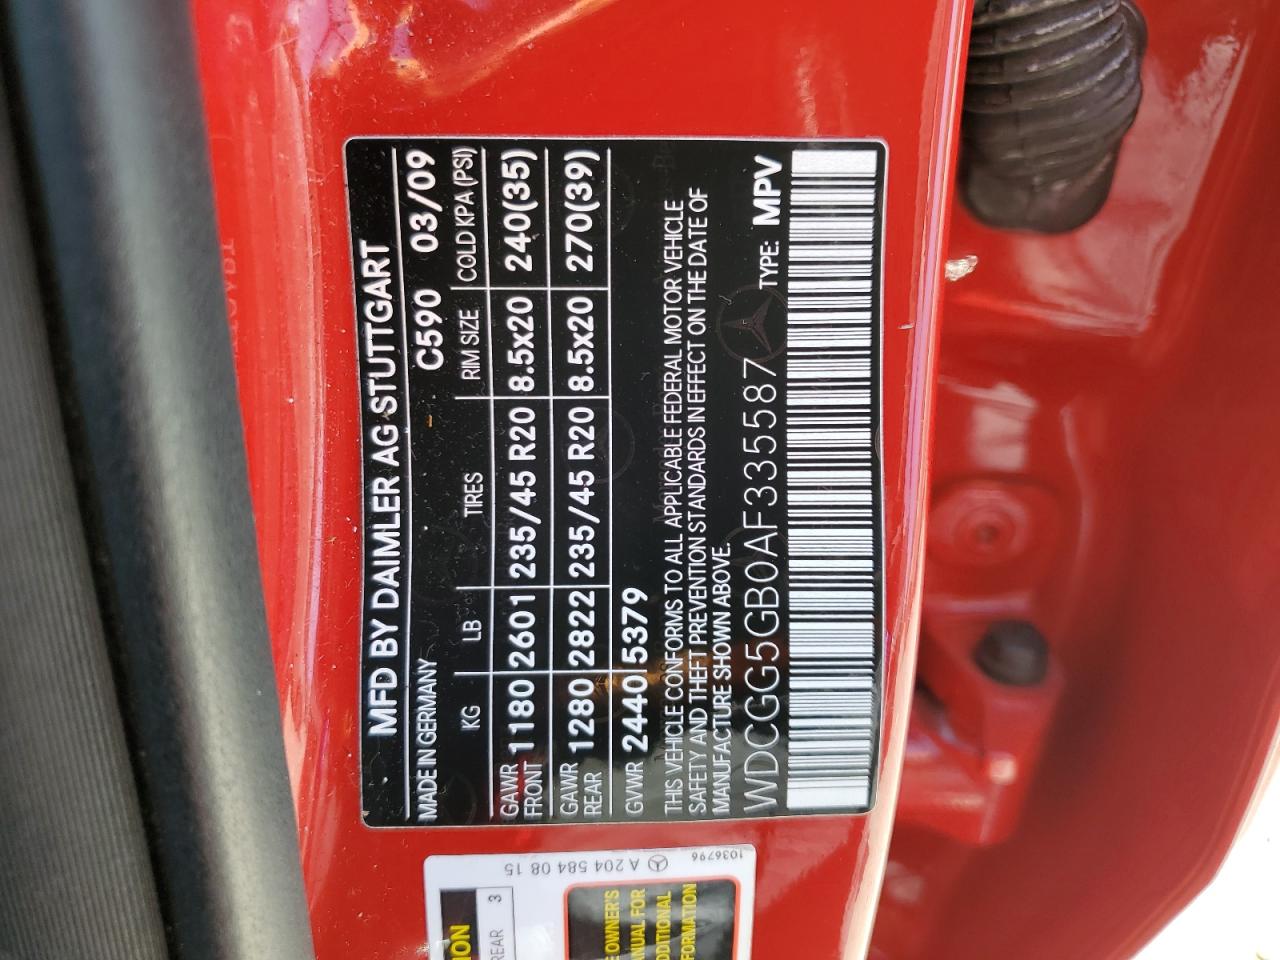 MFD BY DAIMLER AG STUTTGART
MADE IN GERMANY C590 03/09
KG LB TIRES RIM SIZE COLD KPA (PSI)
GAWR FRONT 1180 2601 235/45 R20 8.5x20 240(35)
GAWR REAR 1280 2822 235/45 R20 8.5x20 270(39)
GVWR 2440 5379
THIS VEHICLE CONFORMS TO ALL APPLICABLE FEDERAL MOTOR VEHICLE
SAFETY AND THEFT PREVENTION STANDARDS IN EFFECT ON THE DATE OF
MANUFACTURE SHOWN ABOVE.
WDCGG5GB0AF335587 TYPE: MPV
ION
REAR 3
A 204 584 08 15
1036796
E OWNER'S
ANUAL FOR
DDITIONAL
FORMATION